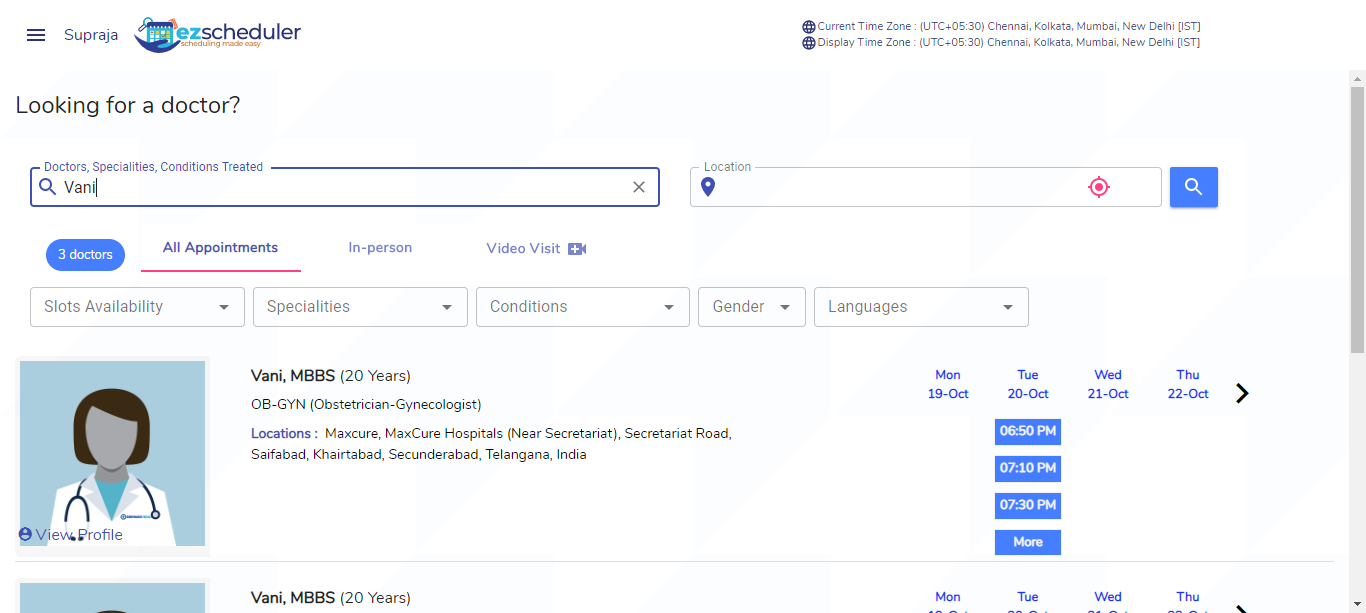 Supraja
ezscheduler
scheduling made easy
Current Time Zone : (UTC+05:30) Chennai, Kolkata, Mumbai, New Delhi [IST]
Display Time Zone : (UTC+05:30) Chennai, Kolkata, Mumbai, New Delhi [IST]
Looking for a doctor?
Doctors, Specialities, Conditions Treated
Vani
Location
3 doctors
All Appointments
In-person
Video Visit
Slots Availability
Specialities
Conditions
Gender
Languages
View Profile
Vani, MBBS (20 Years)
OB-GYN (Obstetrician-Gynecologist)
Locations : Maxcure, MaxCure Hospitals (Near Secretariat), Secretariat Road,
Saifabad, Khairtabad, Secunderabad, Telangana, India
Mon Tue Wed Thu
19-Oct 20-Oct 21-Oct 22-Oct
06:50 PM
07:10 PM
07:30 PM
More
Vani, MBBS (20 Years)
Mon Tue Wed Thu